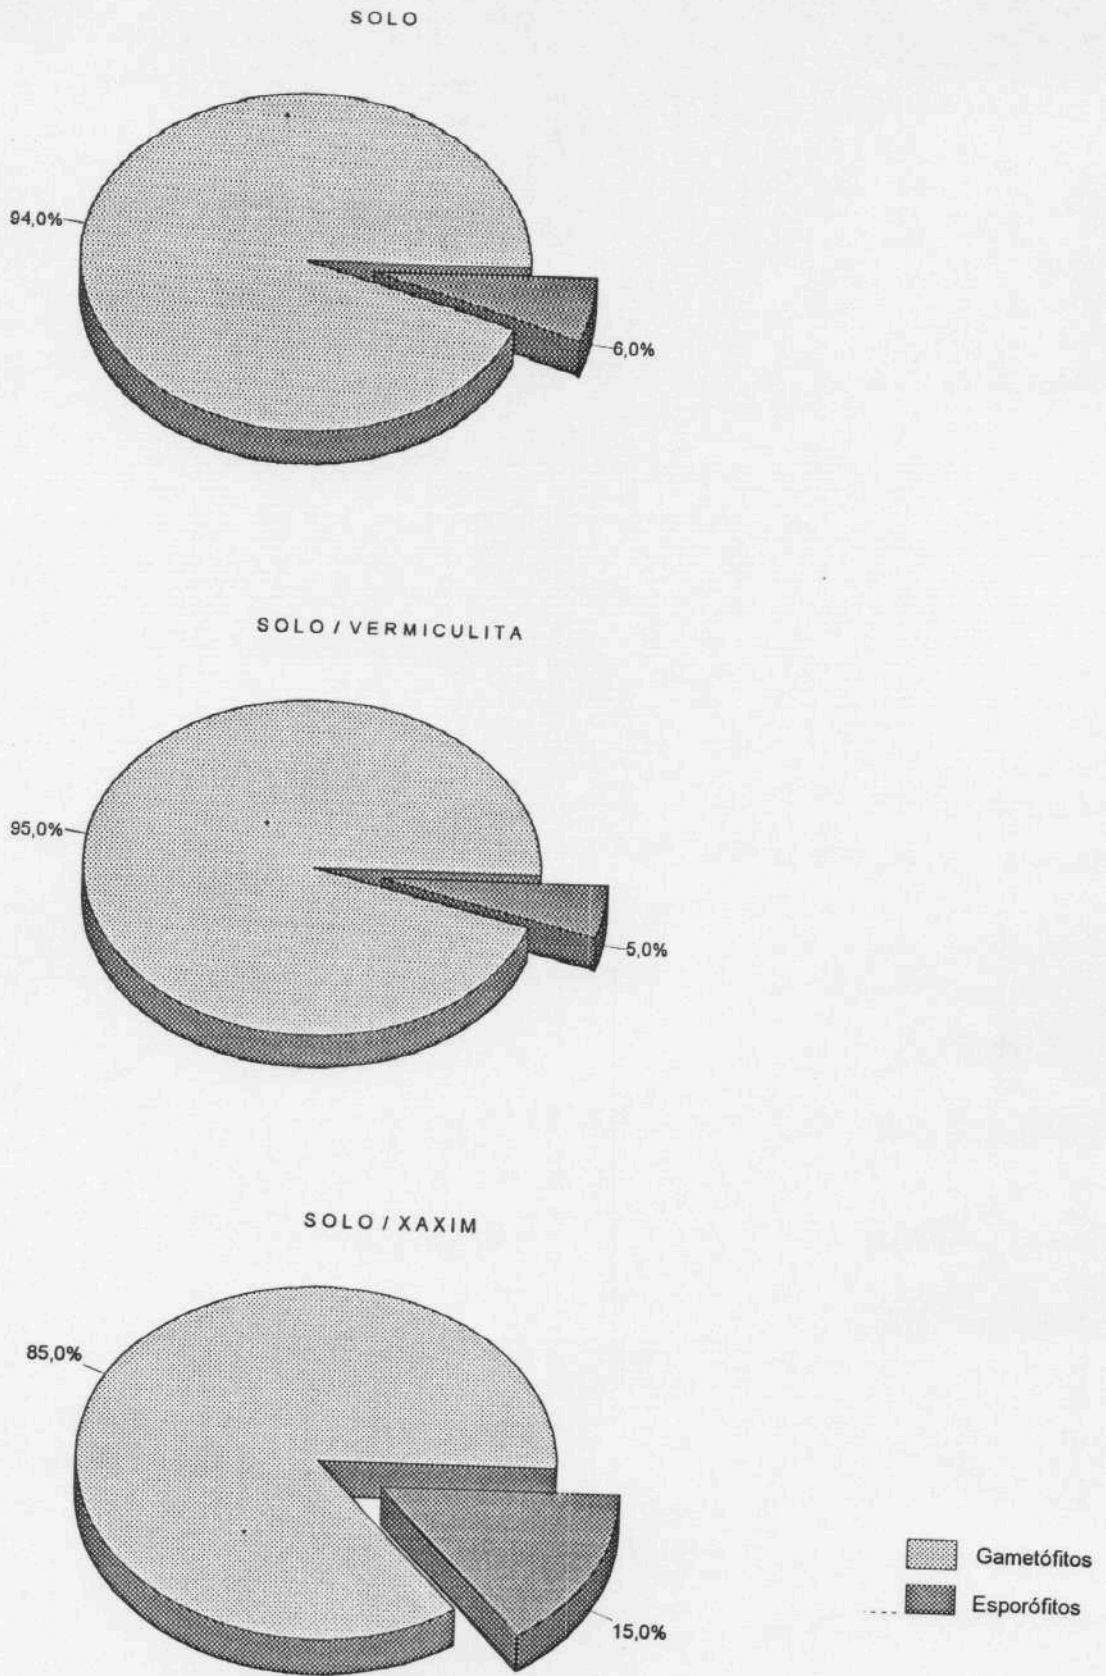 SOLO
94,0%
6,0%
SOLO / VERMICULITA
95,0%
5,0%
SOLO / XAXIM
85,0%
15,0%
Gametófitos
Esporófitos